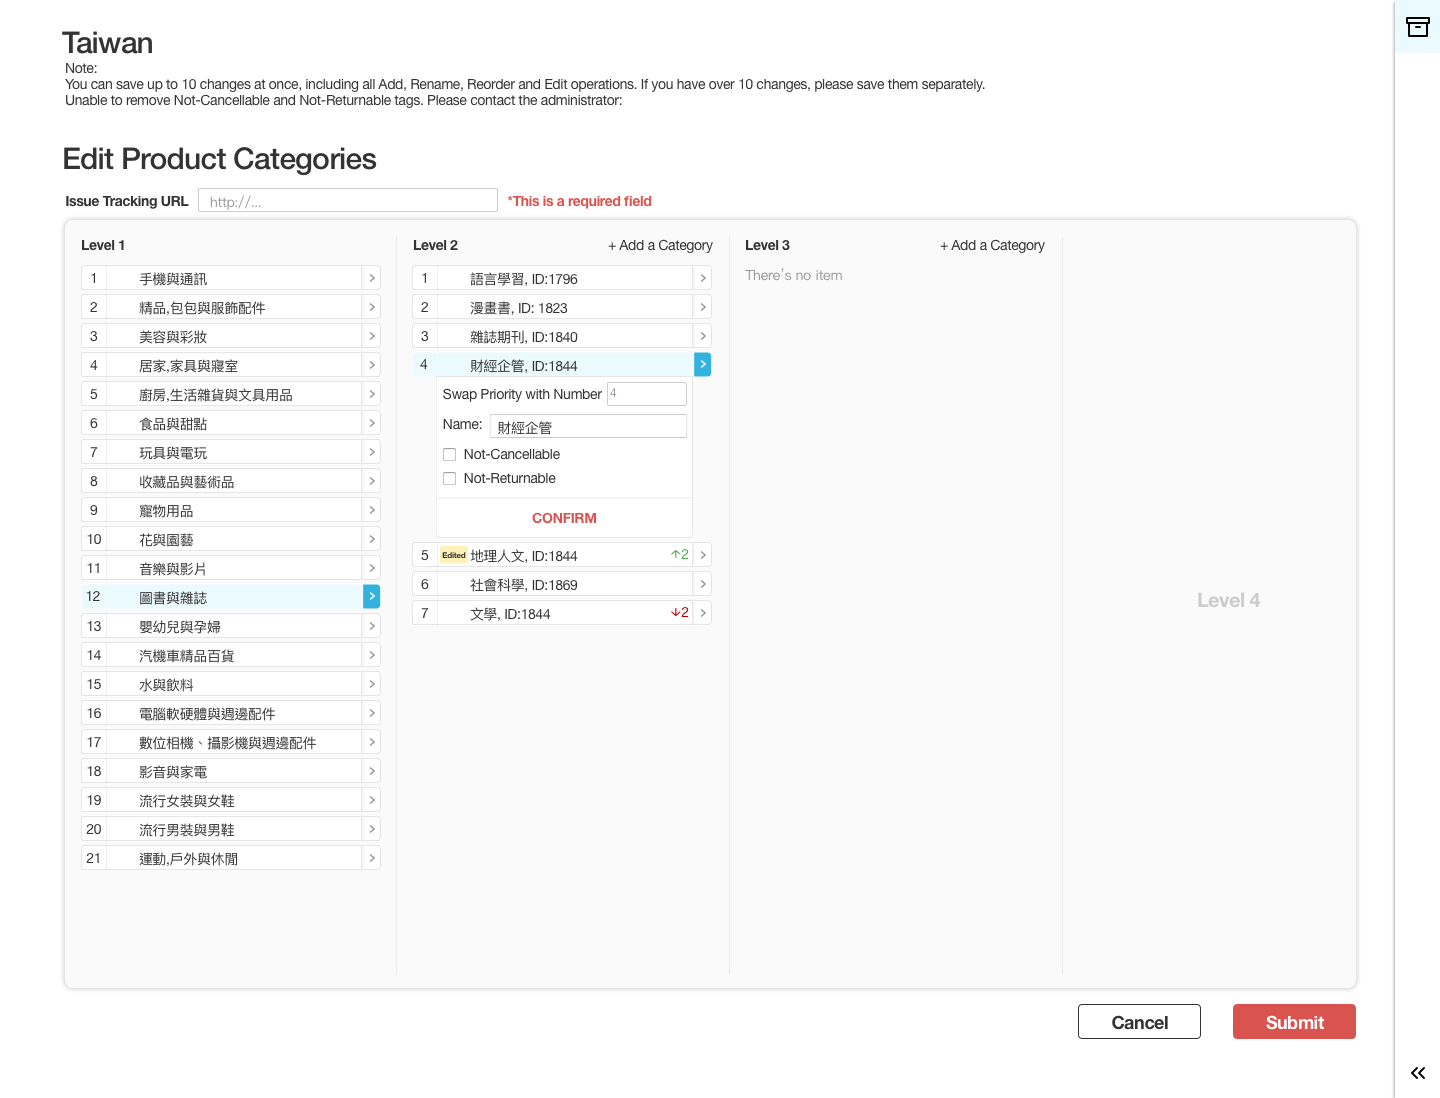 Taiwan
Note:
You can save up to 10 changes at once, including all Add, Rename, Reorder and Edit operations. If you have over 10 changes, please save them separately.
Unable to remove Not-Cancellable and Not-Returnable tags. Please contact the administrator:
Edit Product Categories
Issue Tracking URL http://... *This is a required field
Level 1
1 手機與通訊
2 精品,包包與服飾配件
3 美容與彩妝
4 居家,家具與寢室
5 廚房,生活雜貨與文具用品
6 食品與甜點
7 玩具與電玩
8 收藏品與藝術品
9 寵物用品
10 花與園藝
11 音樂與影片
12 圖書與雜誌
13 嬰幼兒與孕婦
14 汽機車精品百貨
15 水與飲料
16 電腦軟硬體與週邊配件
17 數位相機、攝影機與週邊配件
18 影音與家電
19 流行女裝與女鞋
20 流行男裝與男鞋
21 運動,戶外與休閒
Level 2 + Add a Category
1 語言學習, ID:1796
2 漫畫書, ID: 1823
3 雜誌期刊, ID:1840
4 財經企管, ID:1844
Swap Priority with Number 4
Name: 財經企管
Not-Cancellable
Not-Returnable
CONFIRM
5 Edited 地理人文, ID:1844 ↑2
6 社會科學, ID:1869
7 文學, ID:1844 ↓2
Level 3 + Add a Category
There's no item
Level 4
Cancel Submit